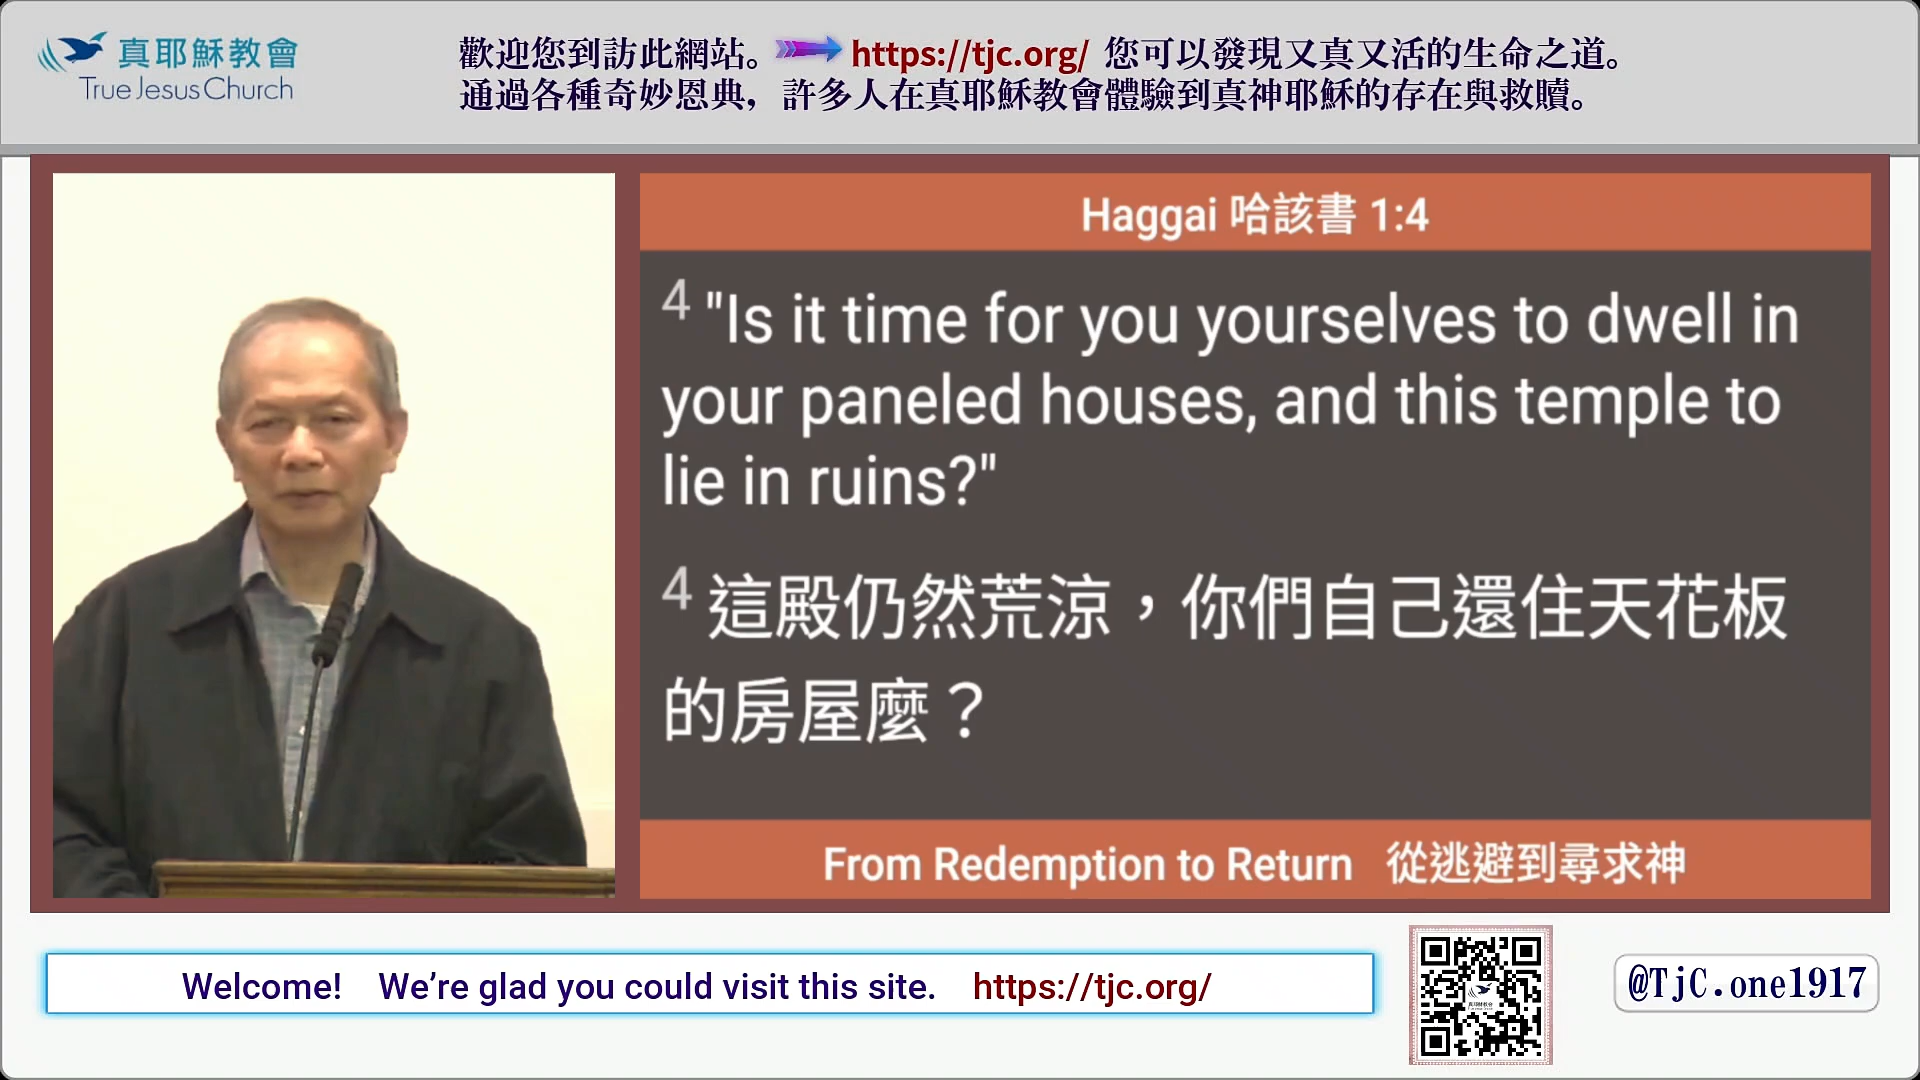 真耶穌教會
True Jesus Church
歡迎您到訪此網站。 https://tjc.org/ 您可以發現又真又活的生命之道。
通過各種奇妙恩典，許多人在真耶穌教會體驗到真神耶穌的存在與救贖。
Haggai 哈該書 1:4
4 "Is it time for you yourselves to dwell in
your paneled houses, and this temple to
lie in ruins?"
4 這殿仍然荒涼，你們自己還住天花板
的房屋麼？
From Redemption to Return 從逃避到尋求神
Welcome! We’re glad you could visit this site. https://tjc.org/
@TjC.one1917